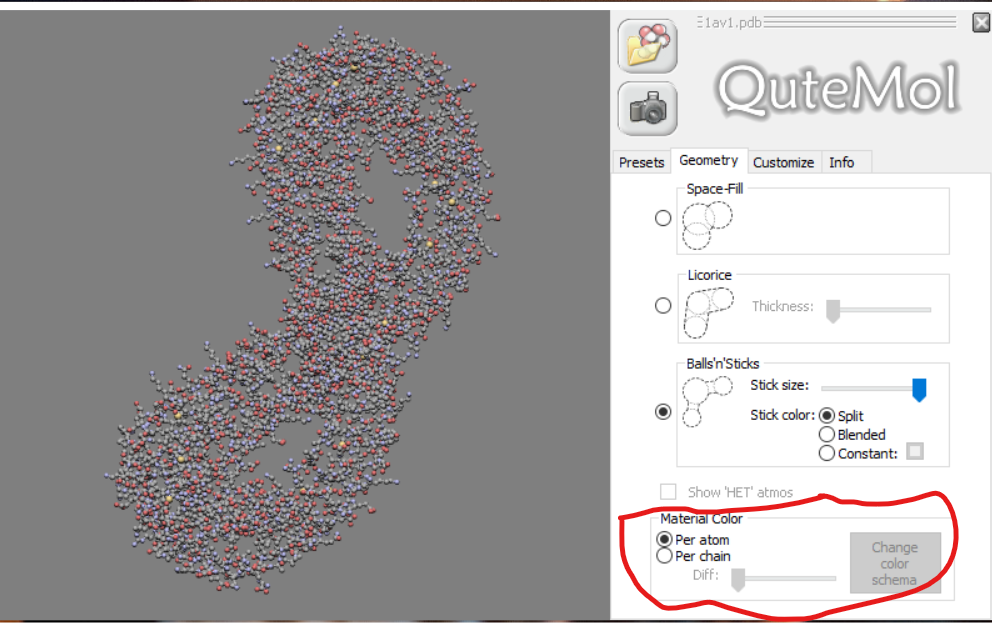 1av1.pdb
QuteMol
Presets Geometry Customize Info
Space-Fill
Licorice
Thickness:
Balls'n'Sticks
Stick size:
Stick color: Split
Blended
Constant:
Show 'HET' atmos
Material Color
Per atom
Per chain
Diff:
Change
color
schema